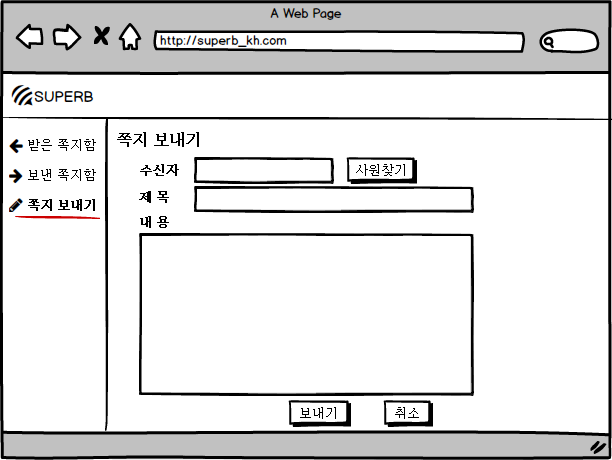 A Web Page
http://superb_kh.com
SUPERB
받은 쪽지함
보낸 쪽지함
쪽지 보내기
쪽지 보내기
수신자
사원찾기
제 목
내 용
보내기
취소